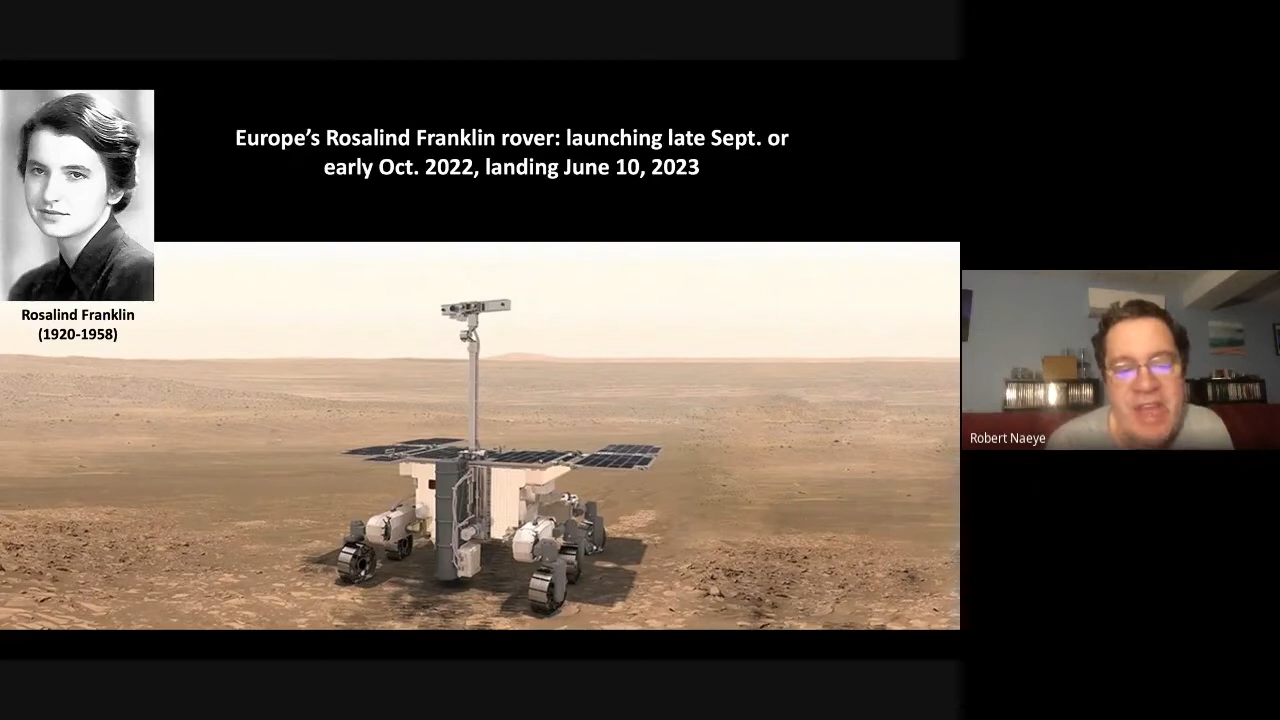 Europe’s Rosalind Franklin rover: launching late Sept. or
early Oct. 2022, landing June 10, 2023
Rosalind Franklin
(1920-1958)
Robert Naeye